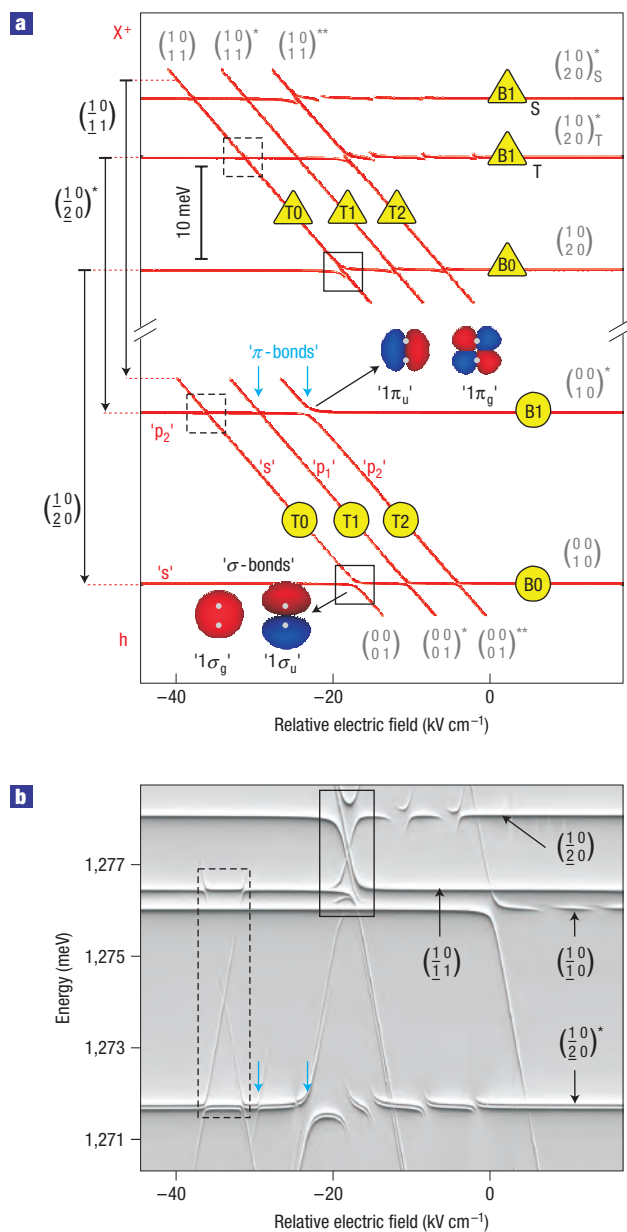 a
X+
(1 0 / 1 1)
(1 0 / 1 1)*
(1 0 / 1 1)**
(1 0 / 2 0)*S
B1
S
(1 0 / 1 1)
(1 0 / 2 0)*T
B1
T
(1 0 / 2 0)*
10 meV
T0
T1
T2
(1 0 / 2 0)
B0
'π-bonds'
'1πu'
'1πg'
(0 0 / 1 0)*
B1
'p2'
's'
'p1'
'p2'
(1 0 / 2 0)
T0
T1
T2
(0 0 / 1 0)
'σ-bonds'
's'
B0
h
'1σg'
'1σu'
(0 0 / 0 1)
(0 0 / 0 1)*
(0 0 / 0 1)**
−40
−20
0
Relative electric field (kV cm−1)
b
1,277
(1 0 / 2 0)
(1 0 / 1 1)
(1 0 / 1 0)
1,275
Energy (meV)
1,273
(1 0 / 2 0)*
1,271
−40
−20
0
Relative electric field (kV cm−1)